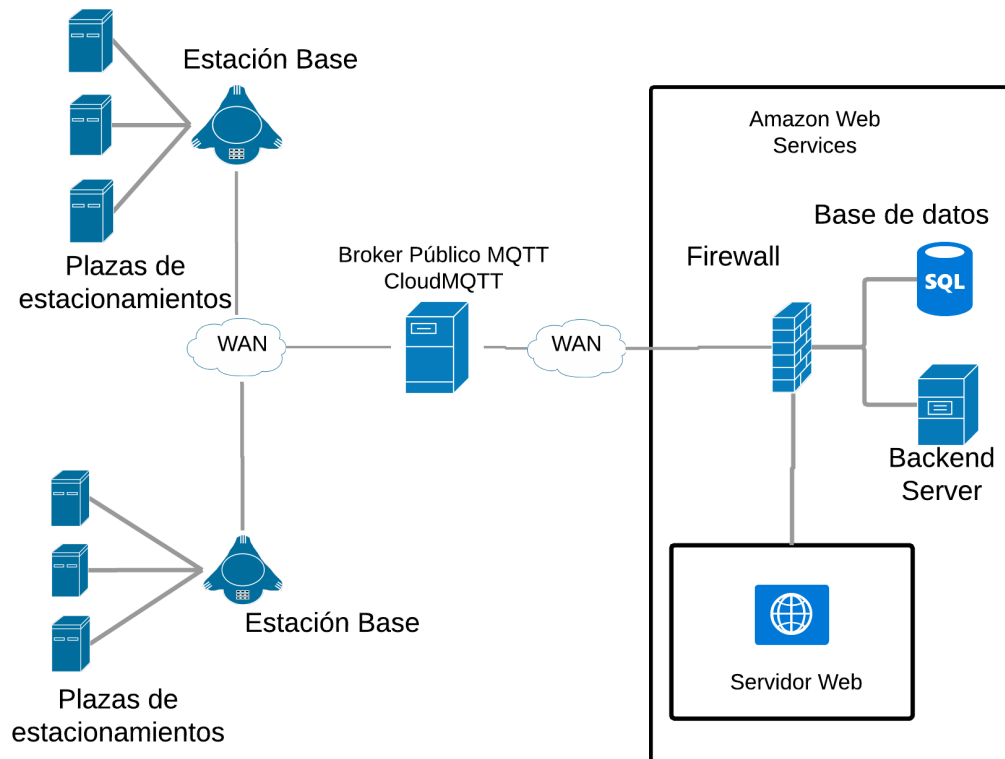 Estación Base
Plazas de
estacionamientos
WAN
Broker Público MQTT
CloudMQTT
WAN
Amazon Web
Services
Firewall
Base de datos
SQL
Backend
Server
Servidor Web
Estación Base
Plazas de
estacionamientos